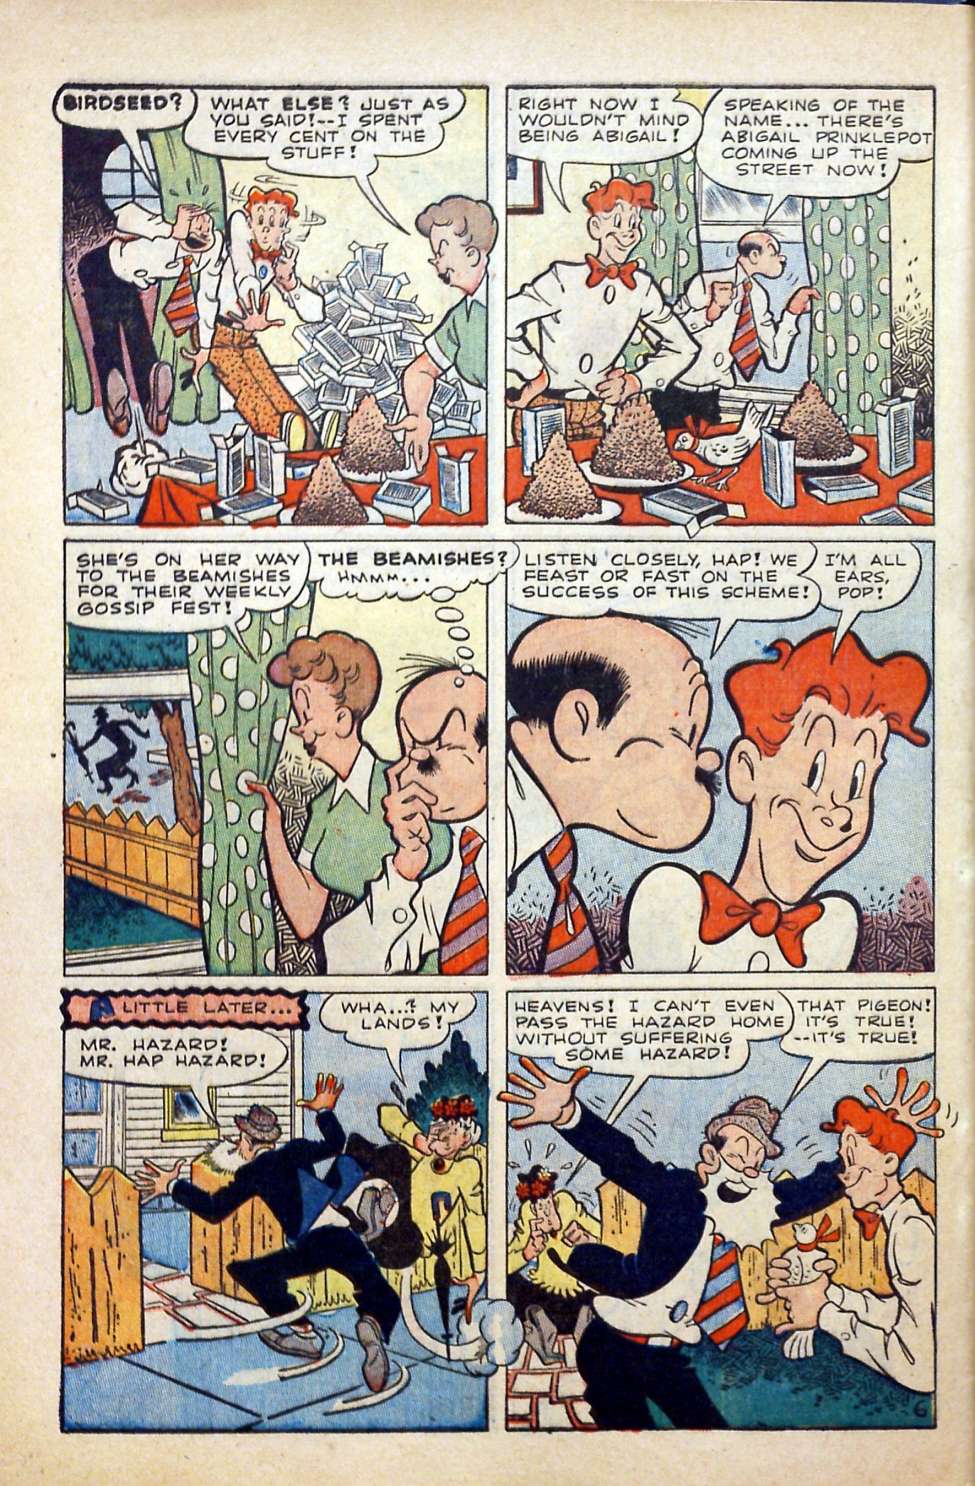 BIRDSEED?
WHAT ELSE? JUST AS
YOU SAID!--I SPENT
EVERY CENT ON THE
STUFF!
RIGHT NOW I
WOULDN'T MIND
BEING ABIGAIL!
SPEAKING OF THE
NAME... THERE'S
ABIGAIL PRINKLEPOT
COMING UP THE
STREET NOW!
SHE'S ON HER WAY
TO THE BEAMISHES
FOR THEIR WEEKLY
GOSSIP FEST!
THE BEAMISHES?
HMMM...
LISTEN CLOSELY, HAP! WE
FEAST OR FAST ON THE
SUCCESS OF THIS SCHEME!
I'M ALL
EARS,
POP!
A LITTLE LATER...
MR. HAZARD!
MR. HAP HAZARD!
WHA...? MY
LANDS!
HEAVENS! I CAN'T EVEN
PASS THE HAZARD HOME
WITHOUT SUFFERING
SOME HAZARD!
THAT PIGEON!
IT'S TRUE!
--IT'S TRUE!
6